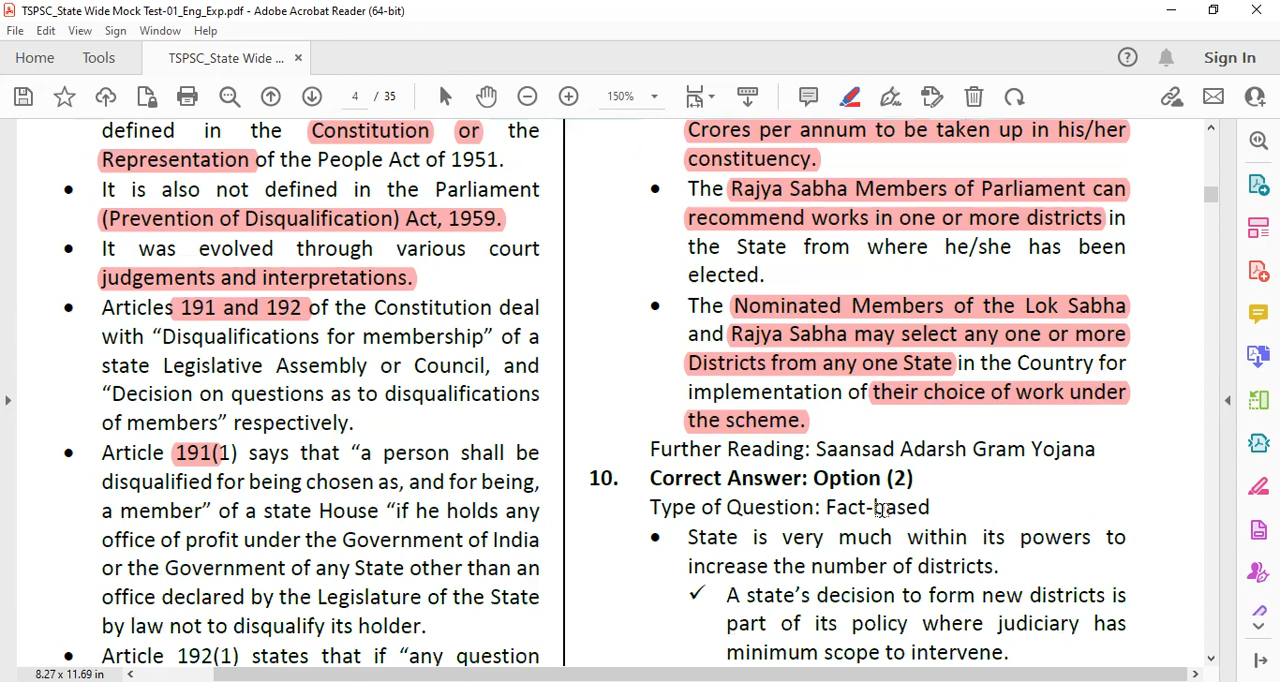 TSPSC_State Wide Mock Test-01_Eng_Exp.pdf - Adobe Acrobat Reader (64-bit)
File Edit View Sign Window Help
Home Tools TSPSC_State Wide ... × Sign In
4 / 35 150%
defined in the Constitution or the
Representation of the People Act of 1951.
• It is also not defined in the Parliament
(Prevention of Disqualification) Act, 1959.
• It was evolved through various court
judgements and interpretations.
• Articles 191 and 192 of the Constitution deal
with “Disqualifications for membership” of a
state Legislative Assembly or Council, and
“Decision on questions as to disqualifications
of members” respectively.
• Article 191(1) says that “a person shall be
disqualified for being chosen as, and for being,
a member” of a state House “if he holds any
office of profit under the Government of India
or the Government of any State other than an
office declared by the Legislature of the State
by law not to disqualify its holder.
• Article 192(1) states that if “any question
Crores per annum to be taken up in his/her
constituency.
• The Rajya Sabha Members of Parliament can
recommend works in one or more districts in
the State from where he/she has been
elected.
• The Nominated Members of the Lok Sabha
and Rajya Sabha may select any one or more
Districts from any one State in the Country for
implementation of their choice of work under
the scheme.
Further Reading: Saansad Adarsh Gram Yojana
10. Correct Answer: Option (2)
Type of Question: Fact-based
• State is very much within its powers to
increase the number of districts.
✓ A state’s decision to form new districts is
part of its policy where judiciary has
minimum scope to intervene.
8.27 x 11.69 in